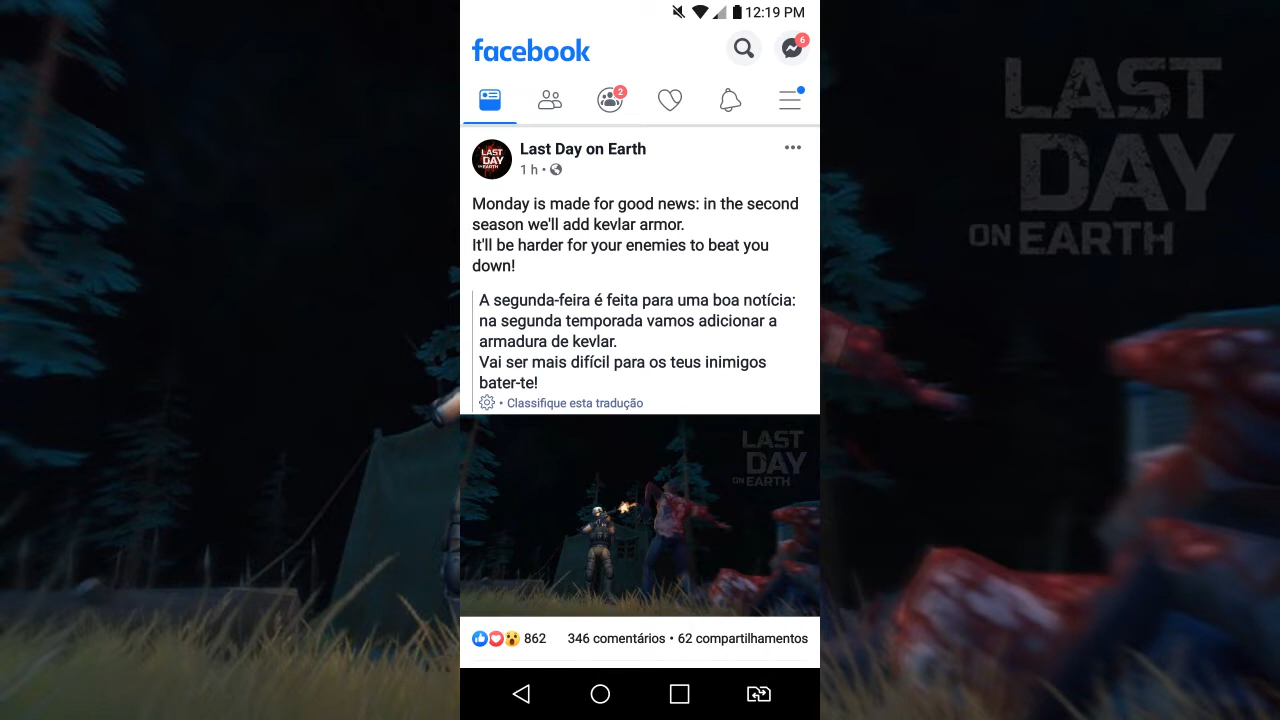 12:19 PM
facebook
6
2
LAST
DAY
ON EARTH
LAST
DAY
ON EARTH
Last Day on Earth
1 h •
Monday is made for good news: in the second
season we'll add kevlar armor.
It'll be harder for your enemies to beat you
down!
A segunda-feira é feita para uma boa notícia:
na segunda temporada vamos adicionar a
armadura de kevlar.
Vai ser mais difícil para os teus inimigos
bater-te!
• Classifique esta tradução
LAST
DAY
ON EARTH
862 346 comentários • 62 compartilhamentos